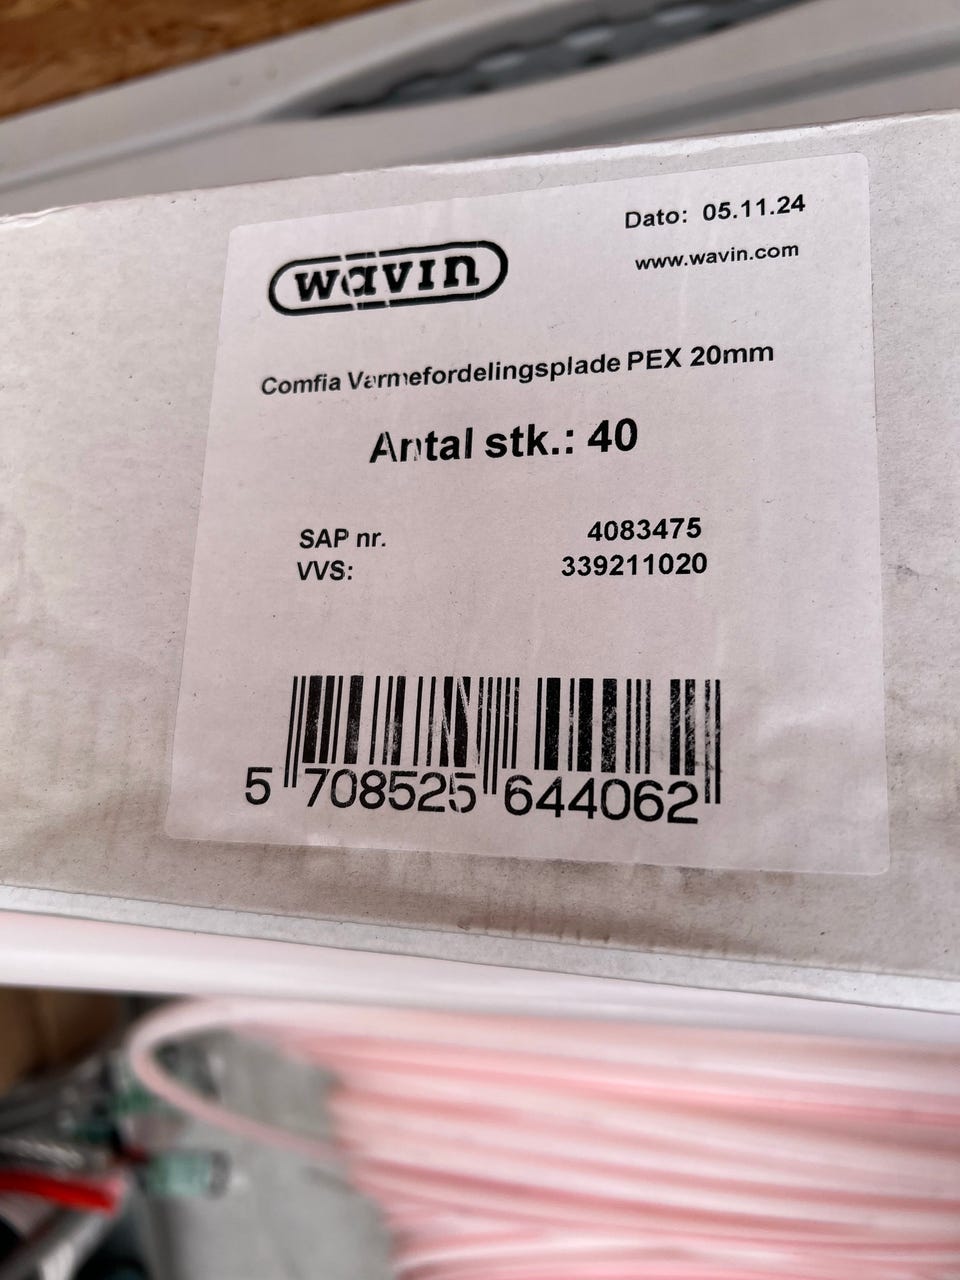 Dato: 05.11.24
wavin
www.wavin.com
Comfia Varmefordelingsplade PEX 20mm
Antal stk.: 40
SAP nr. 4083475
VVS: 339211020
5 708525 644062